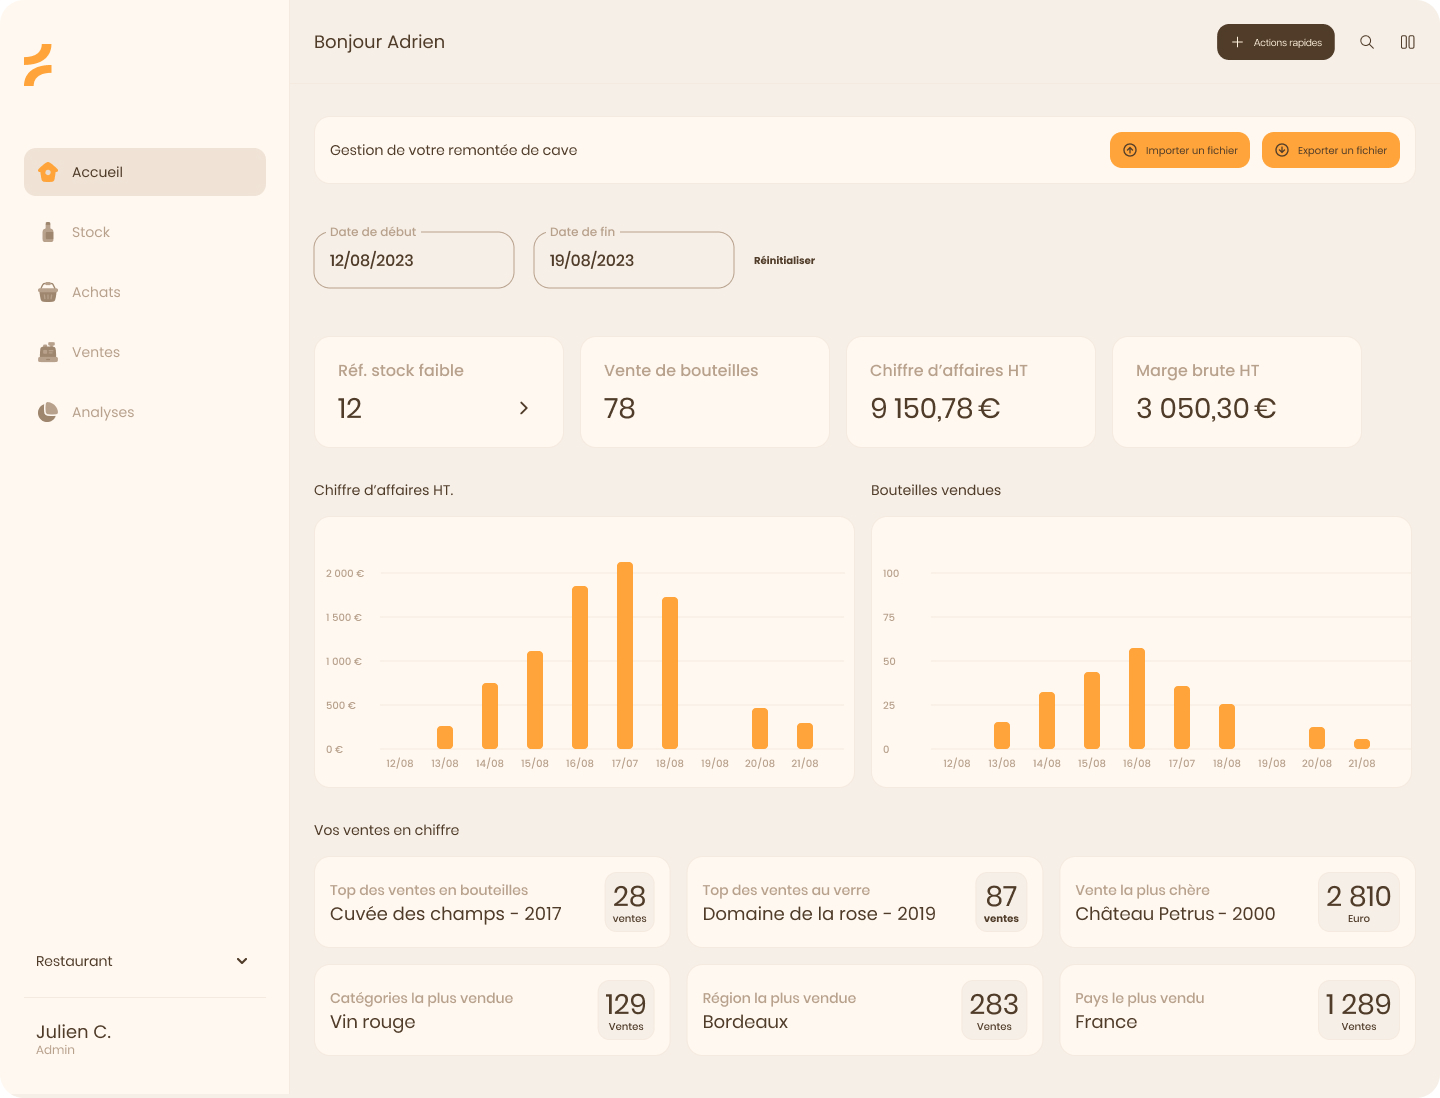 Bonjour Adrien
Actions rapides
Accueil
Stock
Achats
Ventes
Analyses
Restaurant
Julien C.
Admin
Gestion de votre remontée de cave
Importer un fichier
Exporter un fichier
Date de début
12/08/2023
Date de fin
19/08/2023
Réinitialiser
Réf. stock faible
12
Vente de bouteilles
78
Chiffre d’affaires HT
9 150,78 €
Marge brute HT
3 050,30 €
Chiffre d’affaires HT.
2 000 €
1 500 €
1 000 €
500 €
0 €
12/08 13/08 14/08 15/08 16/08 17/07 18/08 19/08 20/08 21/08
Bouteilles vendues
100
75
50
25
0
12/08 13/08 14/08 15/08 16/08 17/07 18/08 19/08 20/08 21/08
Vos ventes en chiffre
Top des ventes en bouteilles
Cuvée des champs - 2017
28
ventes
Top des ventes au verre
Domaine de la rose - 2019
87
ventes
Vente la plus chère
Château Petrus - 2000
2 810
Euro
Catégories la plus vendue
Vin rouge
129
Ventes
Région la plus vendue
Bordeaux
283
Ventes
Pays le plus vendu
France
1 289
Ventes